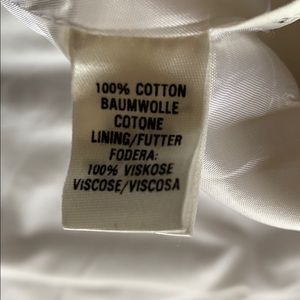 100% COTTON
BAUMWOLLE
COTONE
LINING/FUTTER
FODERA:
100% VISKOSE
VISCOSE/VISCOSA